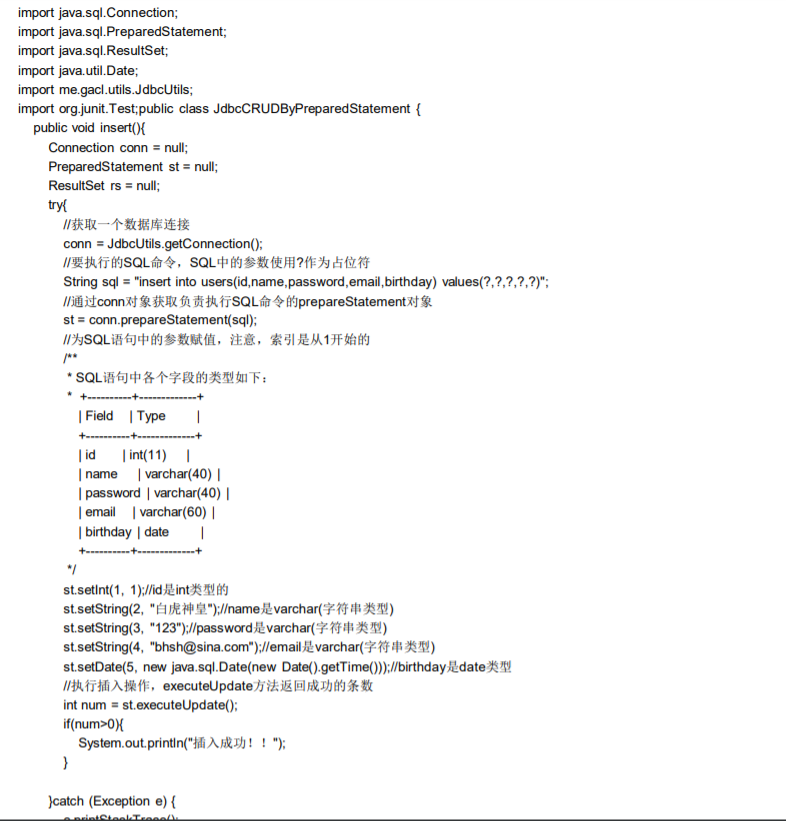 import java.sql.Connection;
import java.sql.PreparedStatement;
import java.sql.ResultSet;
import java.util.Date;
import me.gacl.utils.JdbcUtils;
import org.junit.Test;public class JdbcCRUDByPreparedStatement {
public void insert(){
Connection conn = null;
PreparedStatement st = null;
ResultSet rs = null;
try{
//获取一个数据库连接
conn = JdbcUtils.getConnection();
//要执行的SQL命令，SQL中的参数使用?作为占位符
String sql = "insert into users(id,name,password,email,birthday) values(?,?,?,?,?)";
//通过conn对象获取负责执行SQL命令的prepareStatement对象
st = conn.prepareStatement(sql);
//为SQL语句中的参数赋值，注意，索引是从1开始的
/**
* SQL语句中各个字段的类型如下：
* +----------+-------------+
| Field | Type |
+----------+-------------+
| id | int(11) |
| name | varchar(40) |
| password | varchar(40) |
| email | varchar(60) |
| birthday | date |
+----------+-------------+
*/
st.setInt(1, 1);//id是int类型的
st.setString(2, "白虎神皇");//name是varchar(字符串类型)
st.setString(3, "123");//password是varchar(字符串类型)
st.setString(4, "bhsh@sina.com");//email是varchar(字符串类型)
st.setDate(5, new java.sql.Date(new Date().getTime()));//birthday是date类型
//执行插入操作，executeUpdate方法返回成功的条数
int num = st.executeUpdate();
if(num>0){
System.out.println("插入成功！！");
}
}catch (Exception e) {
e.printStackTrace();